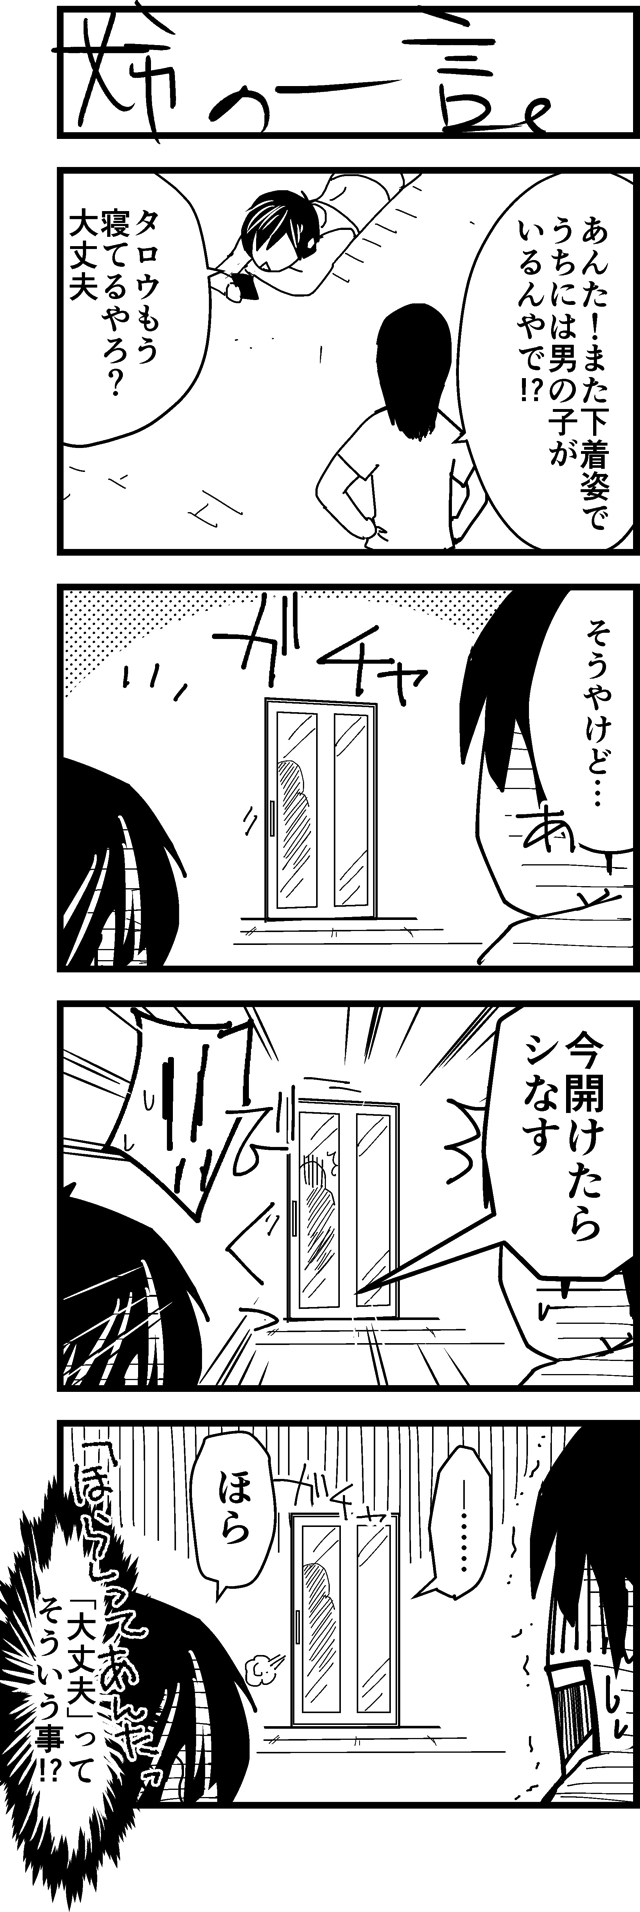 姉の一言。
あんた！また下着姿で
うちには男の子が
いるんやで!?
タロウもう
寝てるやろ？
大丈夫
そうやけど…
あ
ガチャ
今開けたら
シなす
………
ガチャ
ほら
「ほら」ってあんたっ
「大丈夫」って
そういう事!?